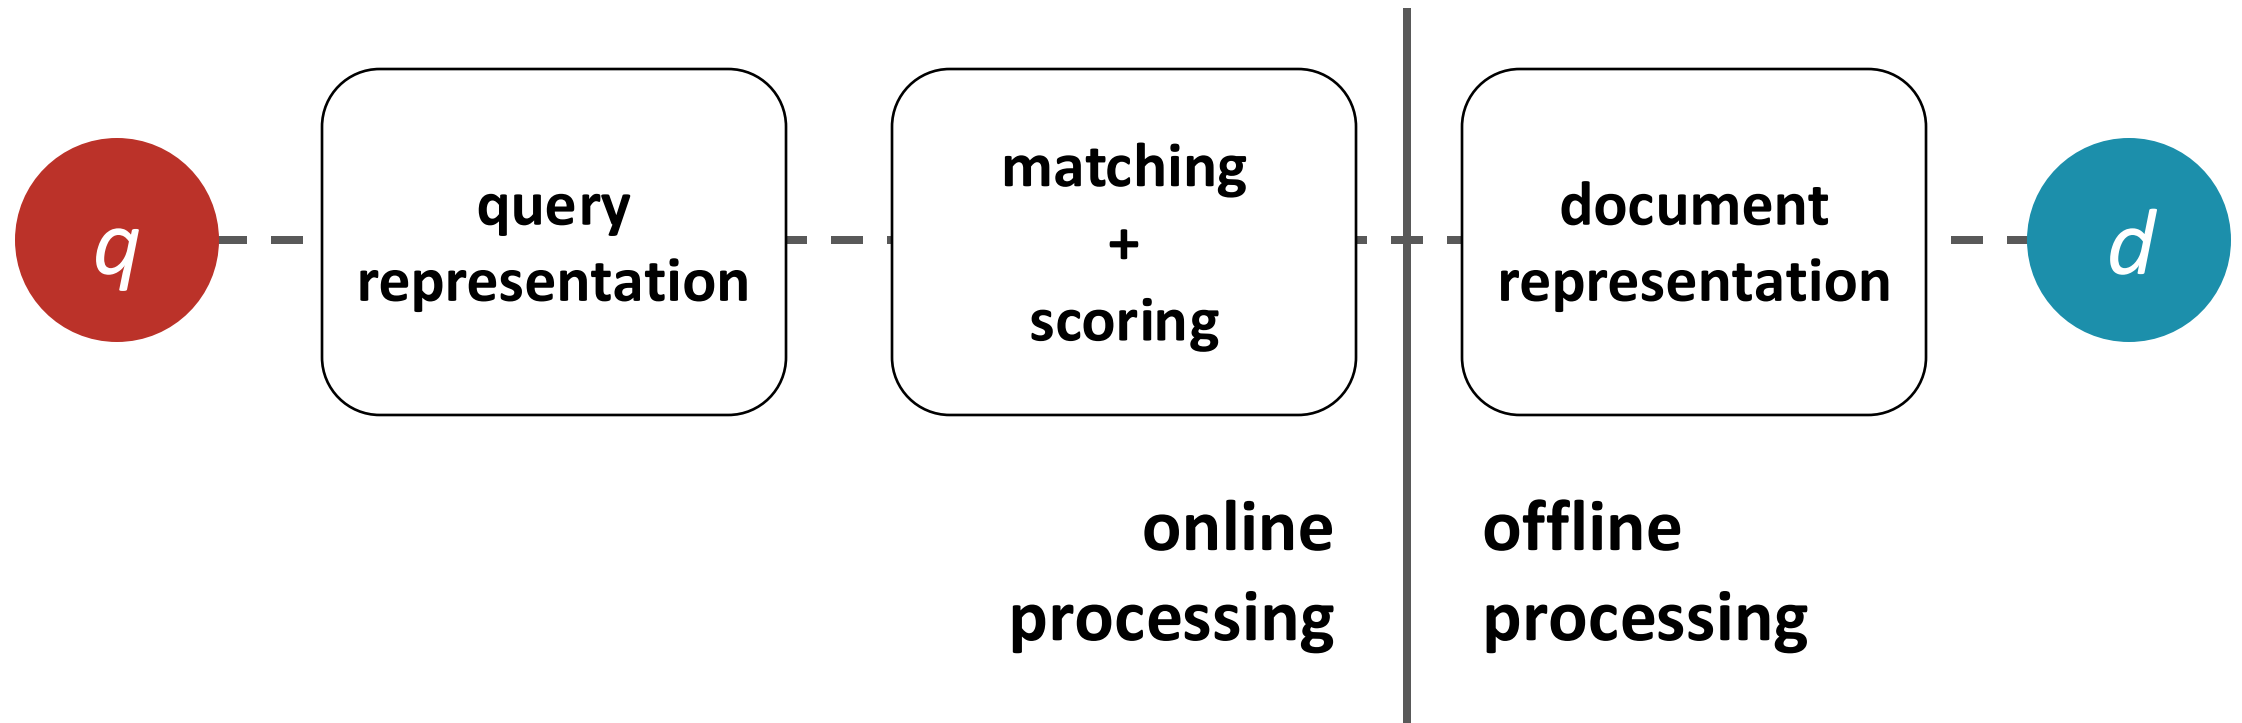 q
query
representation
matching
+
scoring
document
representation
d
online
processing
offline
processing